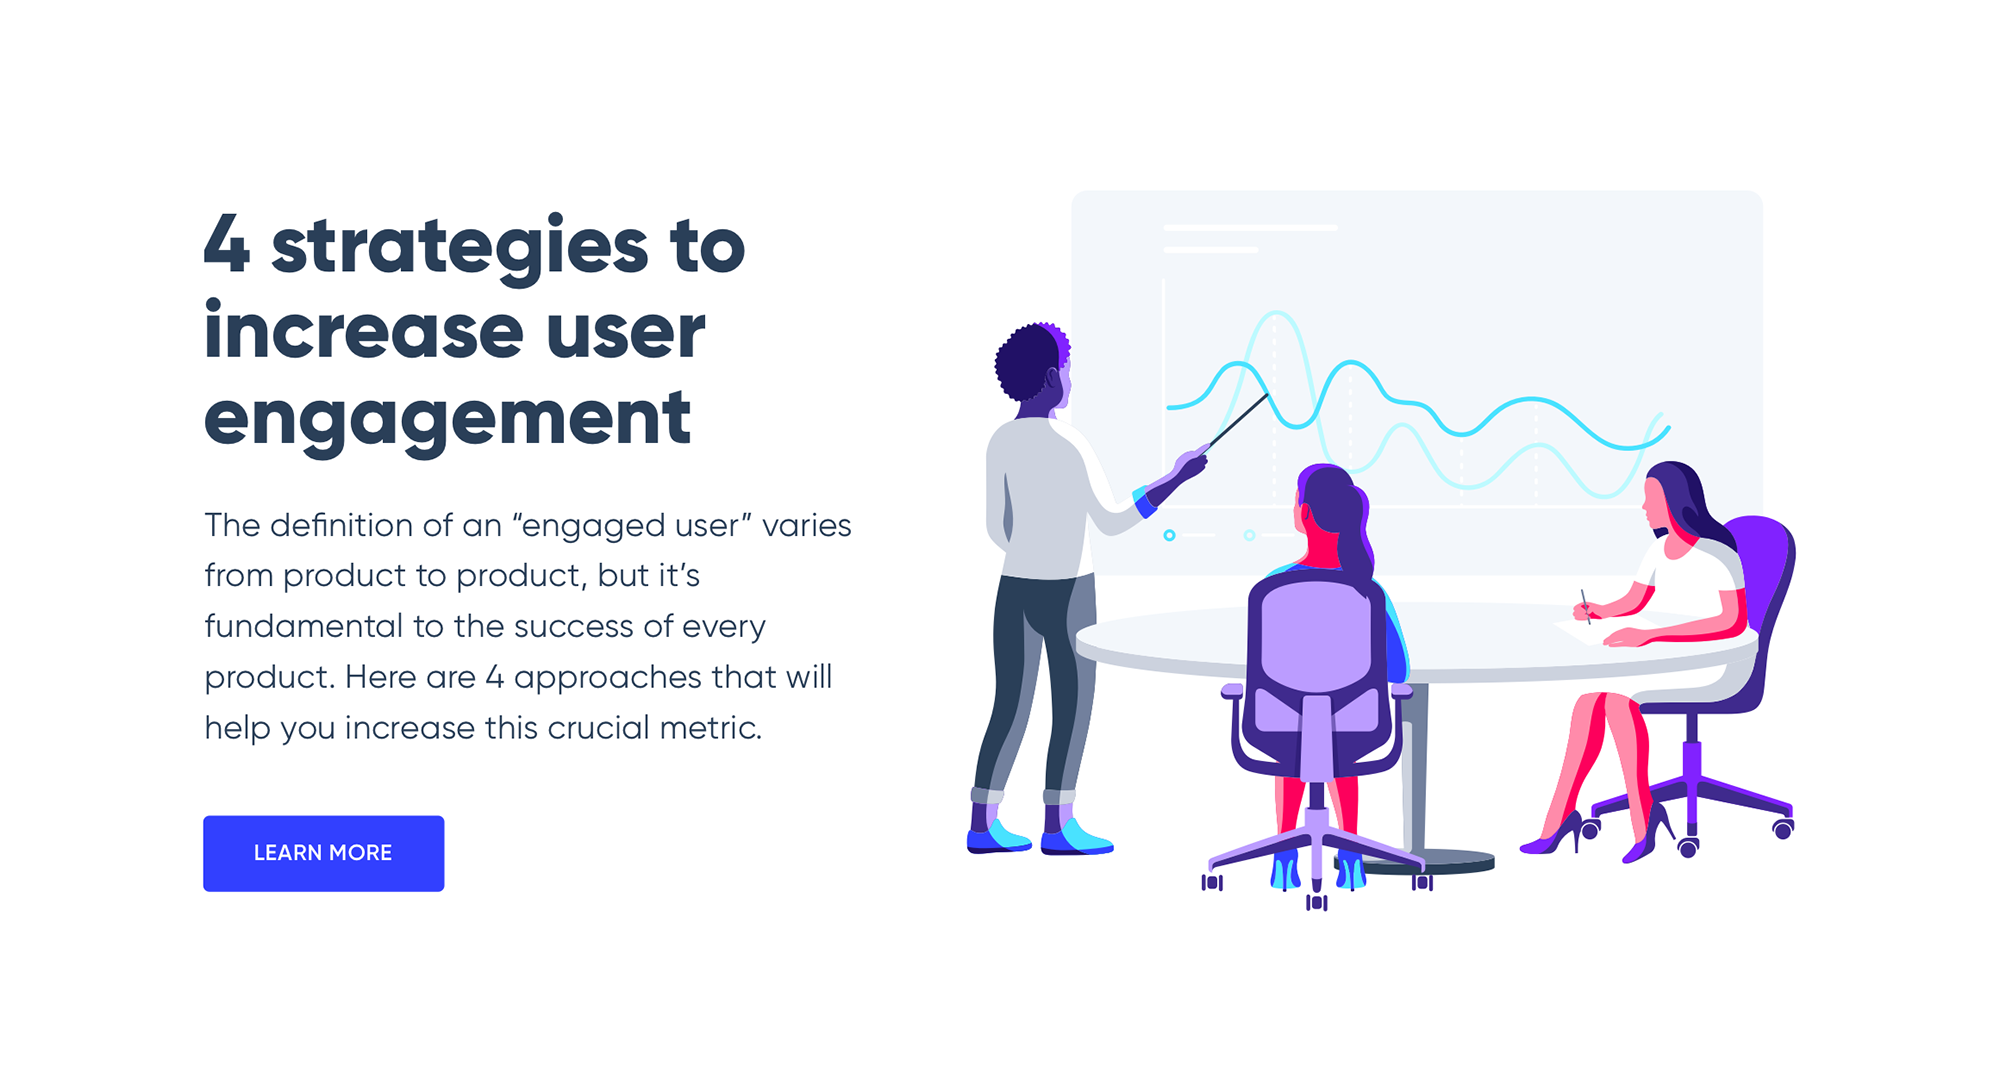 4 strategies to
increase user
engagement
The definition of an “engaged user” varies
from product to product, but it’s
fundamental to the success of every
product. Here are 4 approaches that will
help you increase this crucial metric.
LEARN MORE